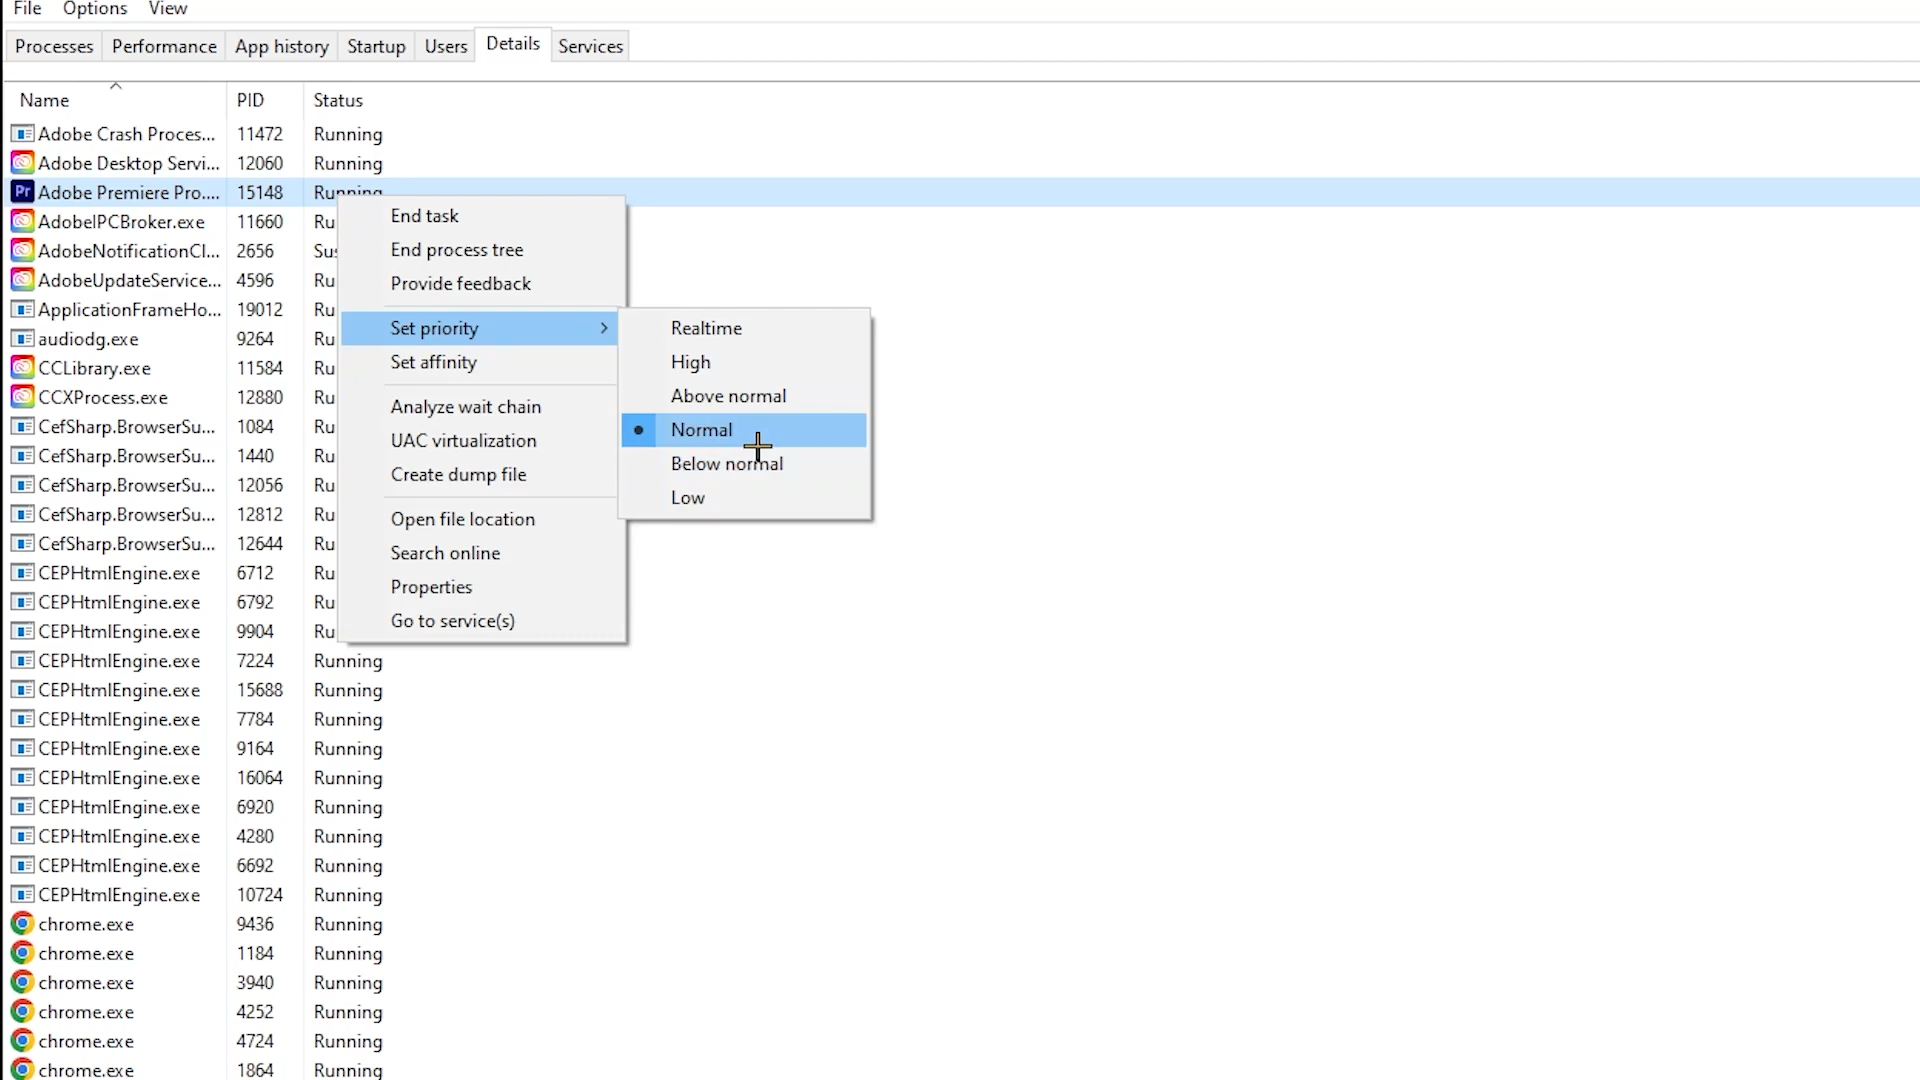 File Options View
Processes Performance App history Startup Users Details Services
Name PID Status
Adobe Crash Proces... 11472 Running
Adobe Desktop Servi... 12060 Running
Pr Adobe Premiere Pro.... 15148 Running
AdobeIPCBroker.exe 11660 Ru
AdobeNotificationCl... 2656 Sus
AdobeUpdateService... 4596 Ru
ApplicationFrameHo... 19012 Ru
audiodg.exe 9264 Ru
CCLibrary.exe 11584 Ru
CCXProcess.exe 12880 Ru
CefSharp.BrowserSu... 1084 Ru
CefSharp.BrowserSu... 1440 Ru
CefSharp.BrowserSu... 12056 Ru
CefSharp.BrowserSu... 12812 Ru
CefSharp.BrowserSu... 12644 Ru
CEPHtmlEngine.exe 6712 Ru
CEPHtmlEngine.exe 6792 Ru
CEPHtmlEngine.exe 9904 Ru
CEPHtmlEngine.exe 7224 Running
CEPHtmlEngine.exe 15688 Running
CEPHtmlEngine.exe 7784 Running
CEPHtmlEngine.exe 9164 Running
CEPHtmlEngine.exe 16064 Running
CEPHtmlEngine.exe 6920 Running
CEPHtmlEngine.exe 4280 Running
CEPHtmlEngine.exe 6692 Running
CEPHtmlEngine.exe 10724 Running
chrome.exe 9436 Running
chrome.exe 1184 Running
chrome.exe 3940 Running
chrome.exe 4252 Running
chrome.exe 4724 Running
chrome.exe 1864 Running
End task
End process tree
Provide feedback
Set priority
Set affinity
Analyze wait chain
UAC virtualization
Create dump file
Open file location
Search online
Properties
Go to service(s)
Realtime
High
Above normal
Normal
Below normal
Low